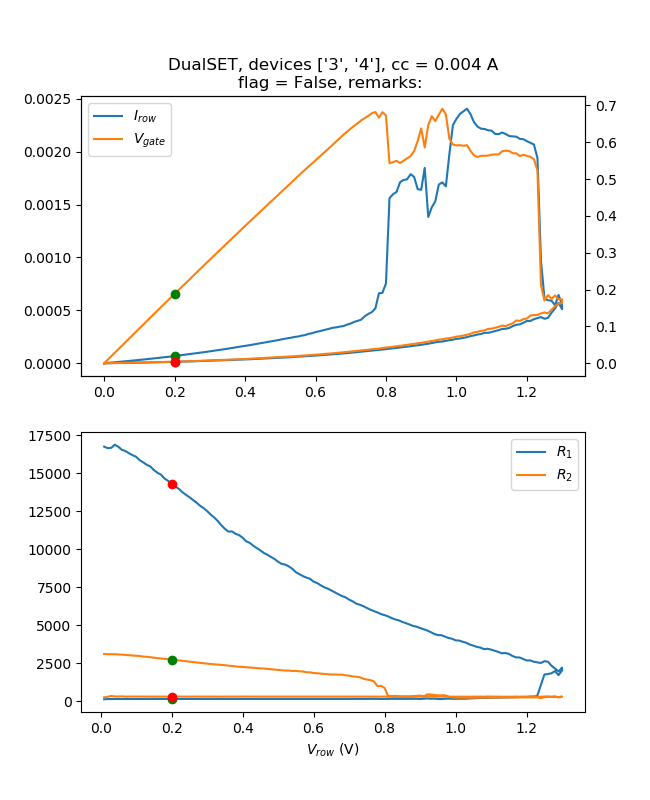 DualSET, devices ['3', '4'], cc = 0.004 A
flag = False, remarks:
0.0025
0.0020
0.0015
0.0010
0.0005
0.0000
I_row
V_gate
0.7
0.6
0.5
0.4
0.3
0.2
0.1
0.0
0.0 0.2 0.4 0.6 0.8 1.0 1.2
17500
15000
12500
10000
7500
5000
2500
0
R_1
R_2
0.0 0.2 0.4 0.6 0.8 1.0 1.2
V_row (V)